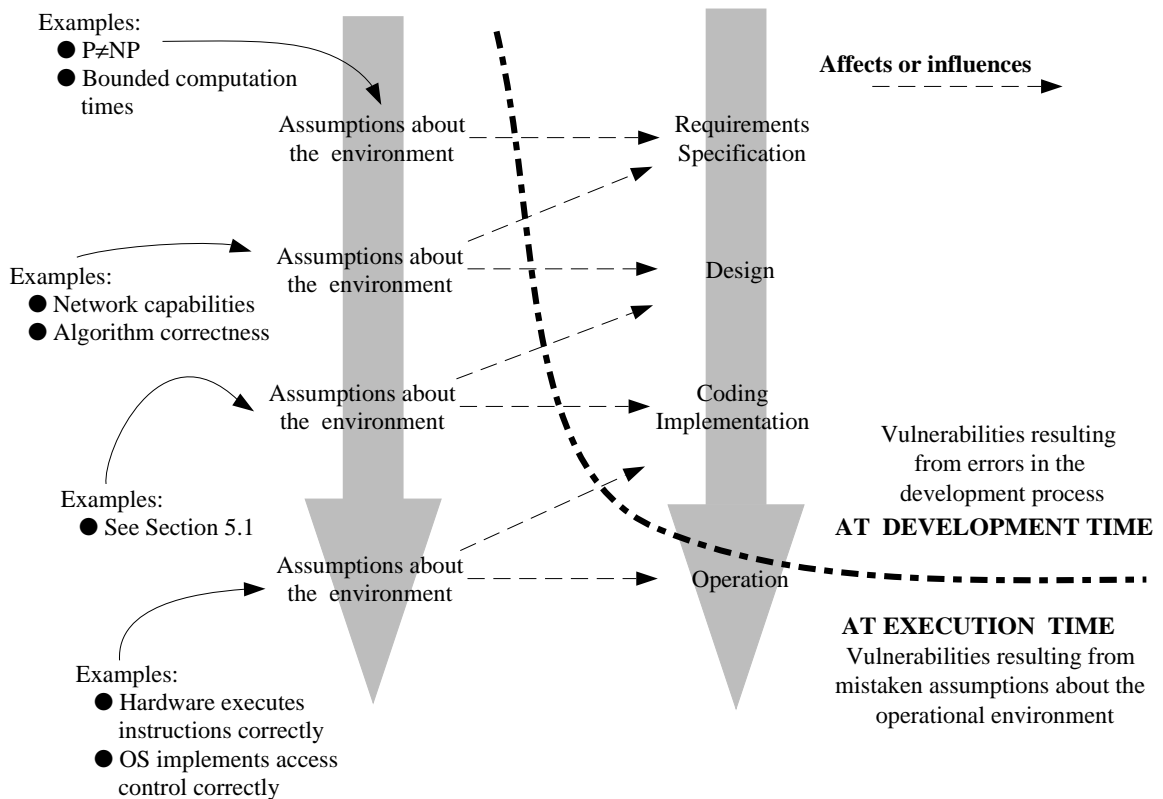 Examples:
● P≠NP
● Bounded computation
times
Affects or influences
Assumptions about
the environment
Requirements
Specification
Assumptions about
the environment
Design
Examples:
● Network capabilities
● Algorithm correctness
Assumptions about
the environment
Coding
Implementation
Vulnerabilities resulting
from errors in the
development process
AT DEVELOPMENT TIME
Examples:
● See Section 5.1
Assumptions about
the environment
Operation
AT EXECUTION TIME
Vulnerabilities resulting from
mistaken assumptions about the
operational environment
Examples:
● Hardware executes
instructions correctly
● OS implements access
control correctly